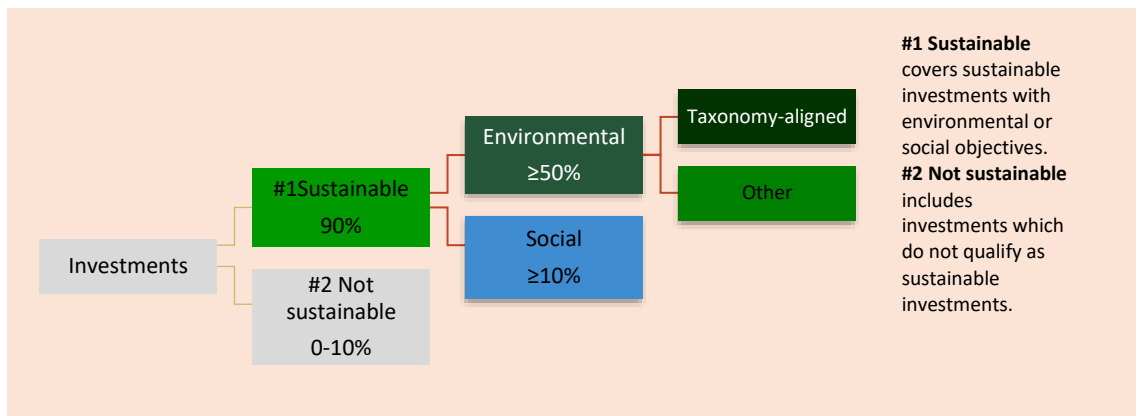 Investments
#1Sustainable
90%
#2 Not
sustainable
0-10%
Environmental
≥50%
Social
≥10%
Taxonomy-aligned
Other
#1 Sustainable
covers sustainable
investments with
environmental or
social objectives.
#2 Not sustainable
includes
investments which
do not qualify as
sustainable
investments.